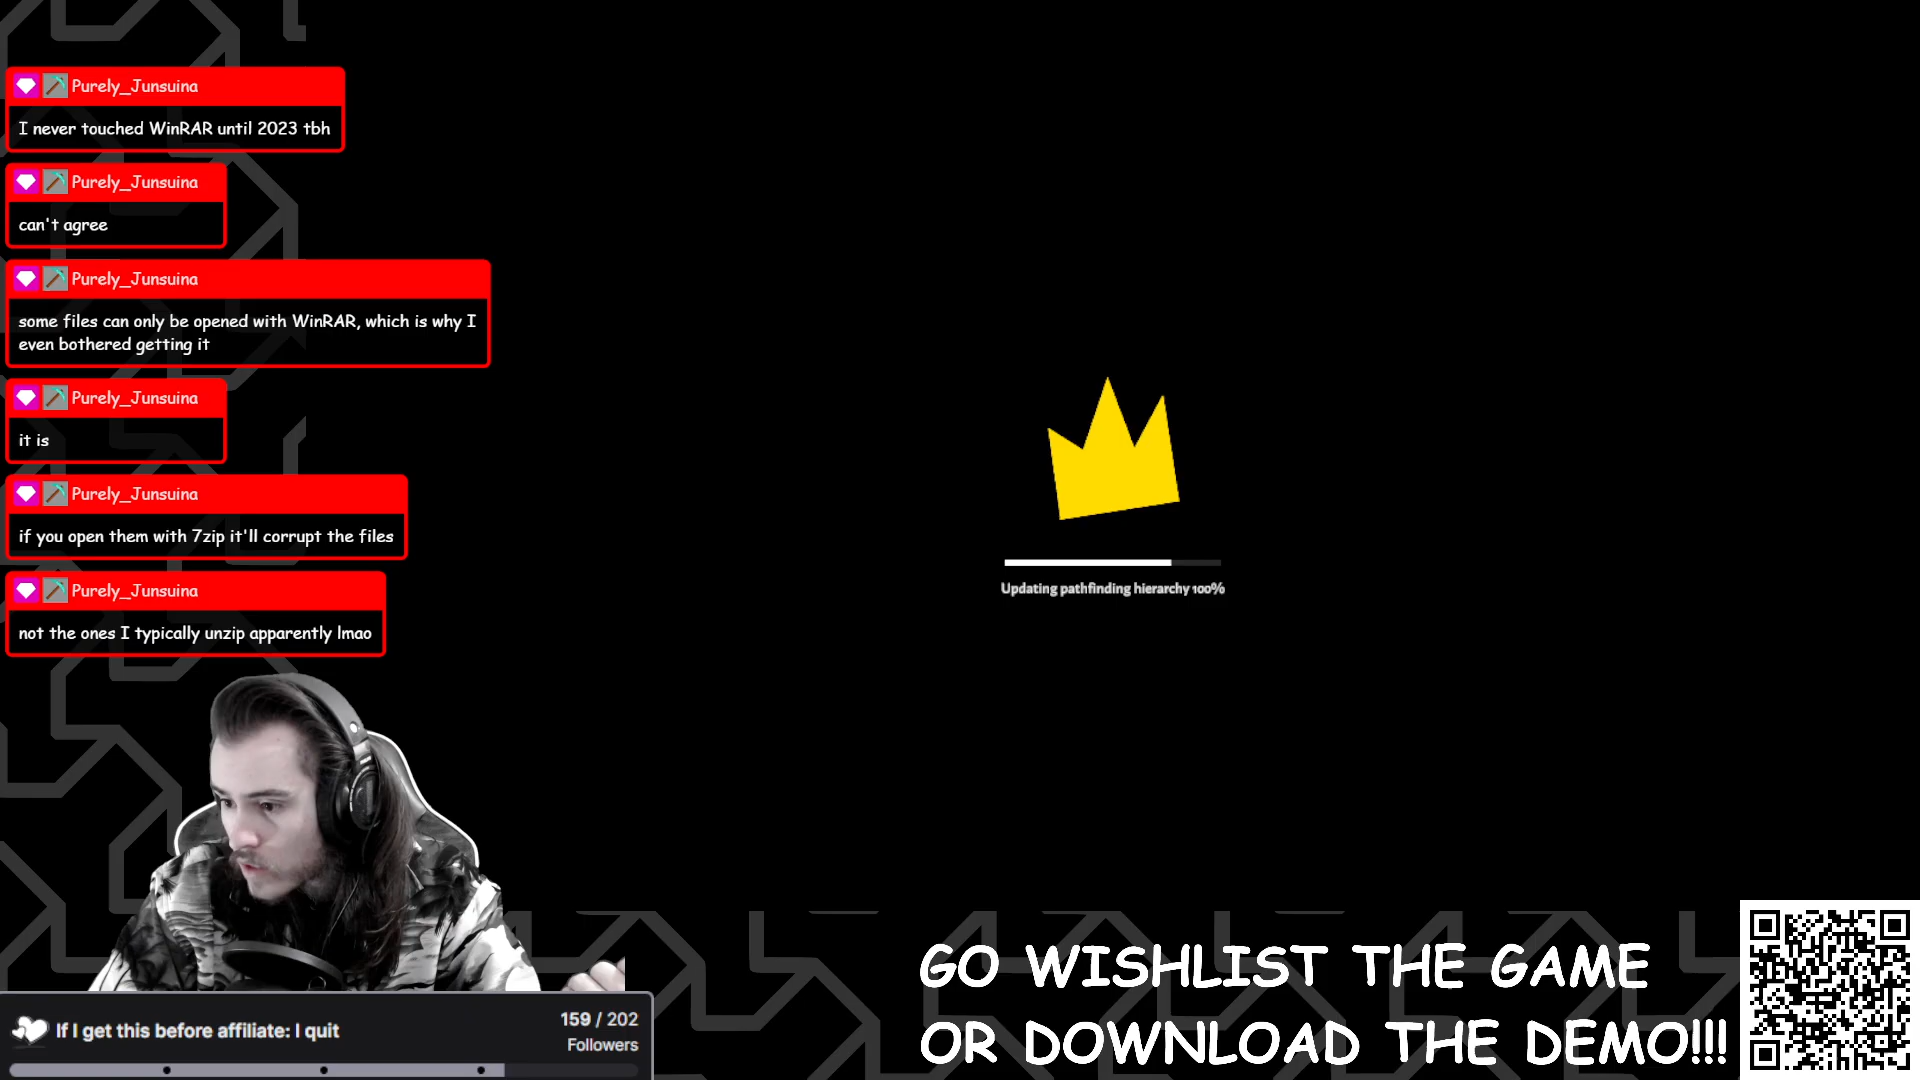 Purely_Junsuina
I never touched WinRAR until 2023 tbh
Purely_Junsuina
can't agree
Purely_Junsuina
some files can only be opened with WinRAR, which is why I
even bothered getting it
Purely_Junsuina
it is
Purely_Junsuina
if you open them with 7zip it'll corrupt the files
Purely_Junsuina
not the ones I typically unzip apparently lmao
Updating pathfinding hierarchy 100%
If I get this before affiliate: I quit
159 / 202
Followers
GO WISHLIST THE GAME
OR DOWNLOAD THE DEMO!!!